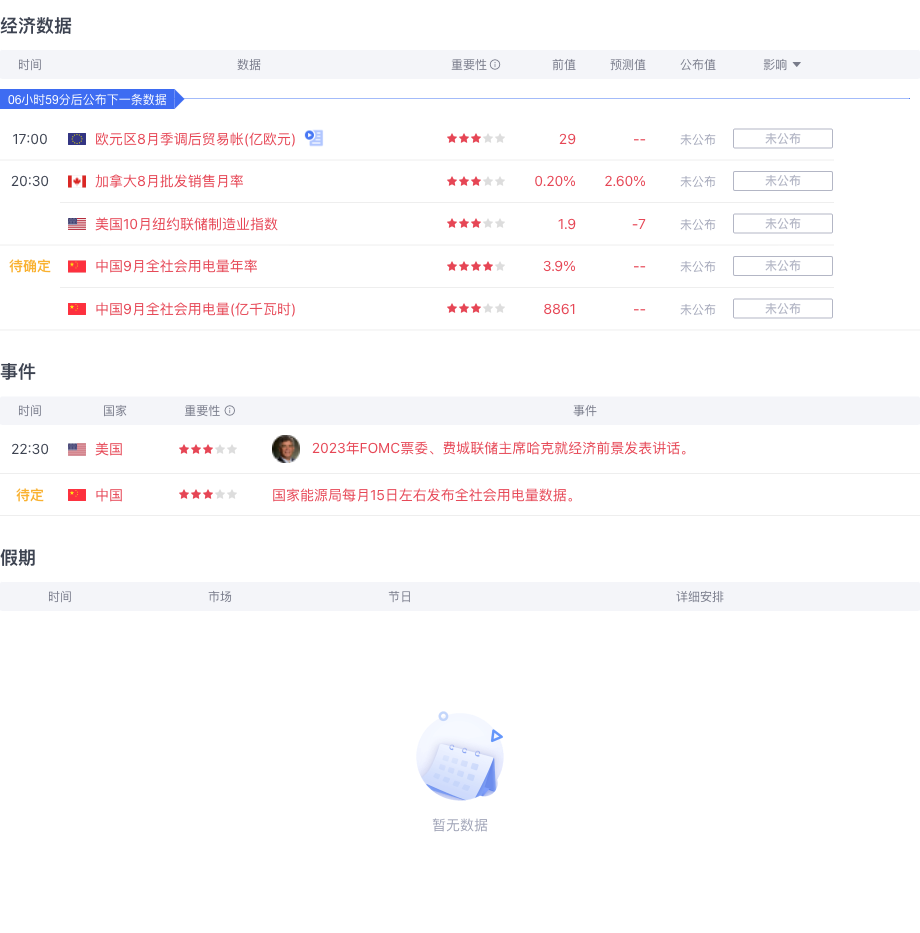 经济数据
时间 数据 重要性 前值 预测值 公布值 影响
06小时59分后公布下一条数据
17:00 欧元区8月季调后贸易帐(亿欧元) 29 -- 未公布 未公布
20:30 加拿大8月批发销售月率 0.20% 2.60% 未公布 未公布
美国10月纽约联储制造业指数 1.9 -7 未公布 未公布
待确定 中国9月全社会用电量年率 3.9% -- 未公布 未公布
中国9月全社会用电量(亿千瓦时) 8861 -- 未公布 未公布
事件
时间 国家 重要性 事件
22:30 美国 2023年FOMC票委、费城联储主席哈克就经济前景发表讲话。
待定 中国 国家能源局每月15日左右发布全社会用电量数据。
假期
时间 市场 节日 详细安排
暂无数据